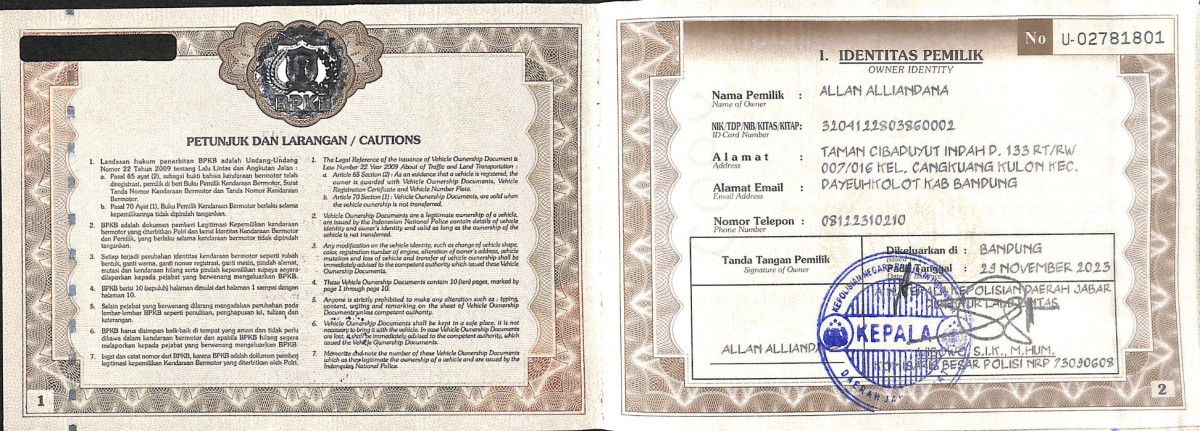 BPKB
PETUNJUK DAN LARANGAN / CAUTIONS
1. Landasan hukum penerbitan BPKB adalah Undang-Undang
Nomor 22 Tahun 2009 tentang Lalu Lintas dan Angkutan Jalan :
a. Pasal 65 ayat (2), sebagai bukti bahwa kendaraan bermotor telah
diregistrasi, pemilik di beri Buku Pemilik Kendaraan Bermotor, Surat
Tanda Nomor Kendaraan Bermotor dan Tanda Nomor Kendaraan
Bermotor.
b. Pasal 70 Ayat (1), Buku Pemilik Kendaraan Bermotor berlaku selama
kepemilikannya tidak dipindah tangankan.
2. BPKB adalah dokumen pemberi Legitimasi Kepemilikan kendaraan
bermotor yang diterbitkan Polri dan berisi Identitas Kendaraan Bermotor
dan Pemilik, yang berlaku selama kendaraan bermotor tidak dipindah
tangankan.
3. Setiap terjadi perubahan identitas kendaraan bermotor seperti rubah
bentuk, ganti warna, ganti nomor registrasi, ganti mesin, pindah alamat,
mutasi dan kendaraan hilang serta pindah kepemilikan supaya segera
dilaporkan kepada pejabat yang berwenang mengeluarkan BPKB.
4. BPKB berisi 10 (sepuluh) halaman dimulai dari halaman 1 sampai dengan
halaman 10.
5. Selain pejabat yang berwenang dilarang mengadakan perubahan pada
lembar-lembar BPKB seperti penulisan, penghapusan isi, tulisan dan
keterangan.
6. BPKB harus disimpan baik-baik di tempat yang aman dan tidak perlu
dibawa dalam kendaraan bermotor dan apabila BPKB hilang segera
melaporkan kepada pejabat yang berwenang mengeluarkan BPKB.
7. Ingat dan catat nomor dari BPKB, karena BPKB adalah dokumen pemberi
legitimasi kepemilikan Kendaraan Bermotor yang diterbitkan oleh Polri.
1. The Legal Reference of the Issuance of Vehicle Ownership Document is
Law Number 22 Year 2009 About of Traffic and Land Transportation :
a. Article 65 Section (2) : As an evidence that a vehicle is registered, the
owner is guarded with Ownership Documents, Vehicle
Registration Certificate and Vehicle Number Plate.
b. Article 70 Section (1) : Vehicle Ownership Documents, are valid when
the vehicle ownership is not transferred.
2. Vehicle Ownership Documents are a legitimate ownership of a vehicle,
are issued by the Indonesian National Police contain details of vehicle
identity and owner's identity and valid as long as the ownership of the
vehicle is not transferred.
3. Any modification on the vehicle identity, such as change of vehicle shape,
color, registration number of engine, alteration of owner's address, vehicle
mutation and loss of vehicle and transfer of vehicle ownership shall be
immediately advised to the competent authority which issued these Vehicle
Ownership Documents.
4. These Vehicle Ownership Documents contain 10 (ten) pages, marked by
page 1 through page 10.
5. Anyone is strictly prohibited to make any alteration such as : typing,
content, writing and remarking on the sheet of Vehicle Ownership
Documents unless competent authority.
6. Vehicle Ownership Documents shall be kept in a safe place, it is not
necessary to bring it with the vehicle. In case Vehicle Ownership Documents
are lost, it shall be immediately advised to the competent authority, which
issued the Vehicle Ownership Documents.
7. Memorize and note the number of these Vehicle Ownership Documents
which as the legitimate the ownership of a vehicle and are issued by the
Indonesian National Police.
1
No U-02781801
I. IDENTITAS PEMILIK
OWNER IDENTITY
Nama Pemilik : ALLAN ALLIANDANA
Name of Owner
NIK/TDP/NIB/KITAS/KITAP: 3204122803860002
ID Card Number
Alamat : TAMAN CIBADUYUT INDAH D. 133 RT/RW
Address
007/016 KEL. CANGKUANG KULON KEC.
Alamat Email : DAYEUHKOLOT KAB BANDUNG
Email Address
Nomor Telepon : 08122310210
Phone Number
Tanda Tangan Pemilik
Signature of Owner
Dikeluarkan di : BANDUNG
Pada Tanggal : 29 NOVEMBER 2023
KEPOLISIAN DAERAH JABAR
LALU LINTAS
KEPALA
ALLAN ALLIANDANA
S.I.K., M.HUM.
KOMISARIS BESAR POLISI NRP 73090608
2